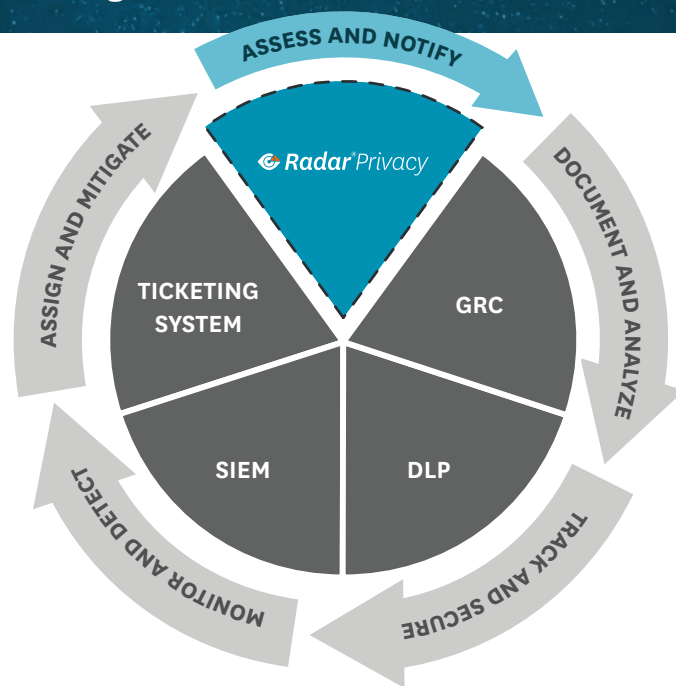 ASSESS AND NOTIFY
Radar® Privacy
DOCUMENT AND ANALYZE
GRC
DLP
TRACK AND SECURE
SIEM
MONITOR AND DETECT
TICKETING
SYSTEM
ASSIGN AND MITIGATE